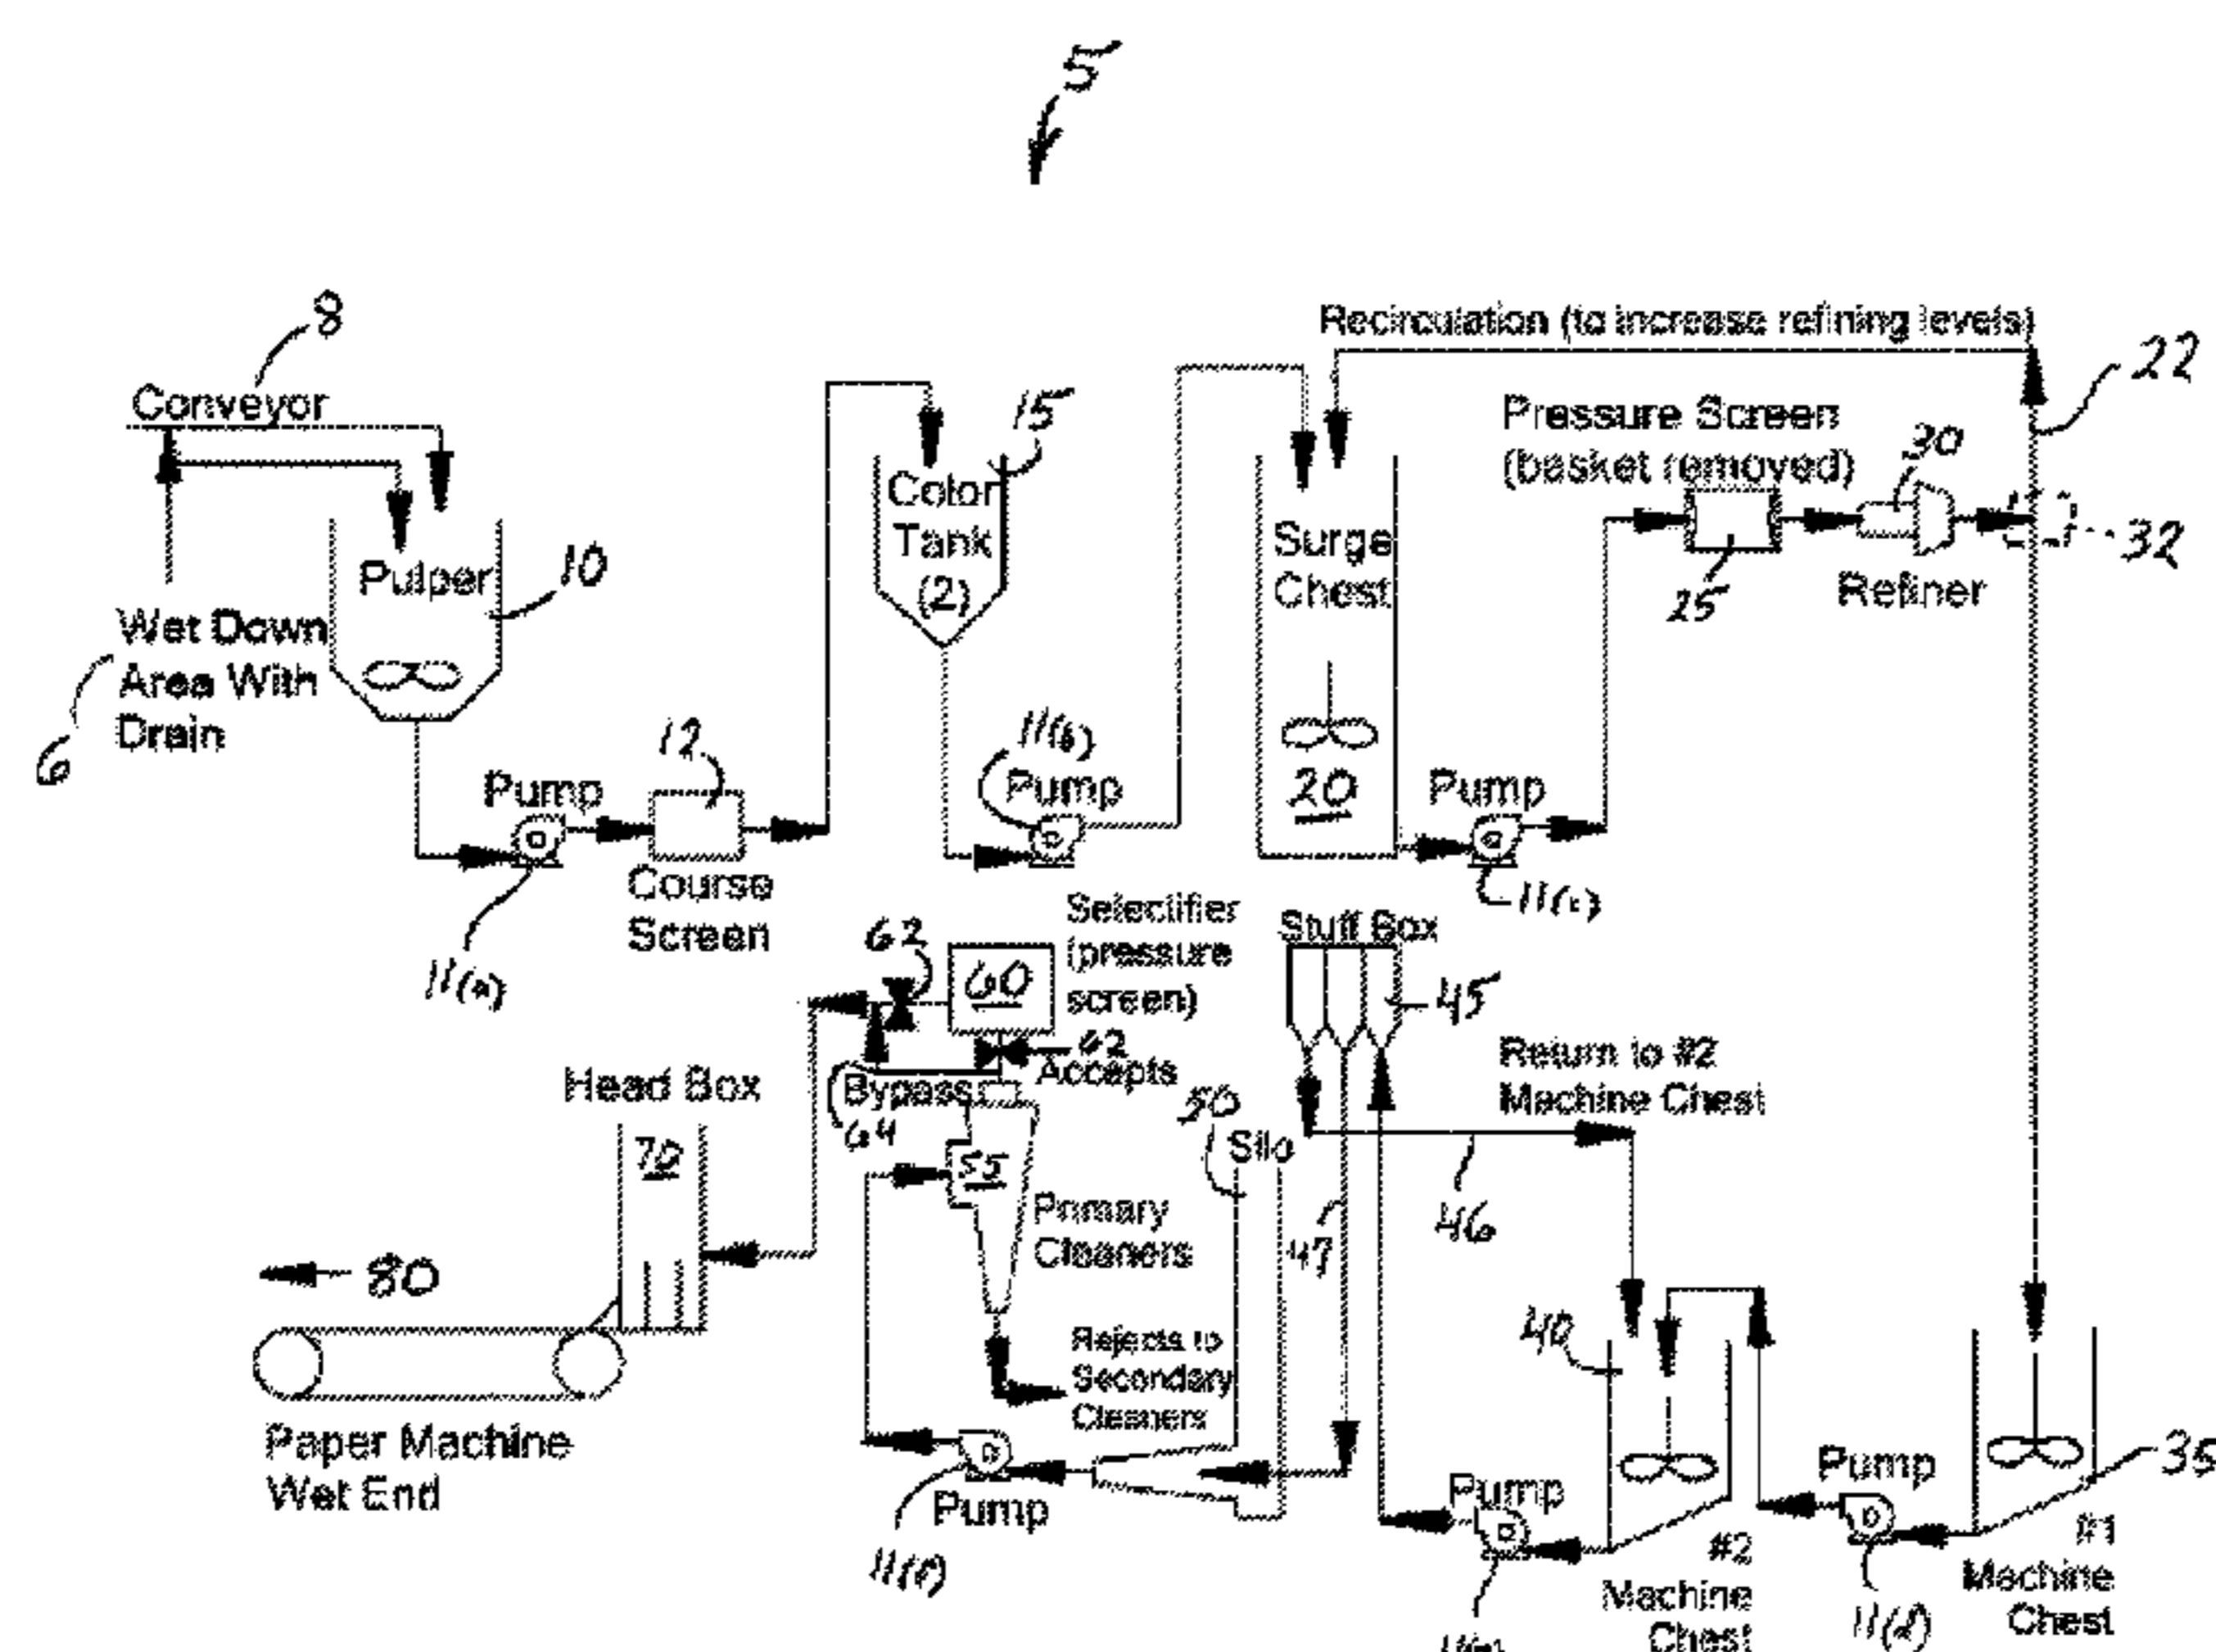 5
8
Conveyor
Recirculation (to increase refining levels)
22
15
Pressure Screen
(basket removed)
30
Color
Tank
(2)
Surge
Chest
Pulper
10
32
25
Refiner
Wet Down
Area With
Drain
6
12
11(b)
Pump
Pump
20
Pump
Course
Screen
11(a)
11(c)
62
60
Selectifier
(pressure
screen)
Stuff Box
45
62
Accepts
Bypass
64
Head Box
70
Return to #2
Machine Chest
50
Silo
55
Primary
Cleaners
47
46
80
40
Rejects to
Secondary
Cleaners
Paper Machine
Wet End
Pump
Pump
Pump
35
#2
Machine
Chest
#1
Machine
Chest
11(d)